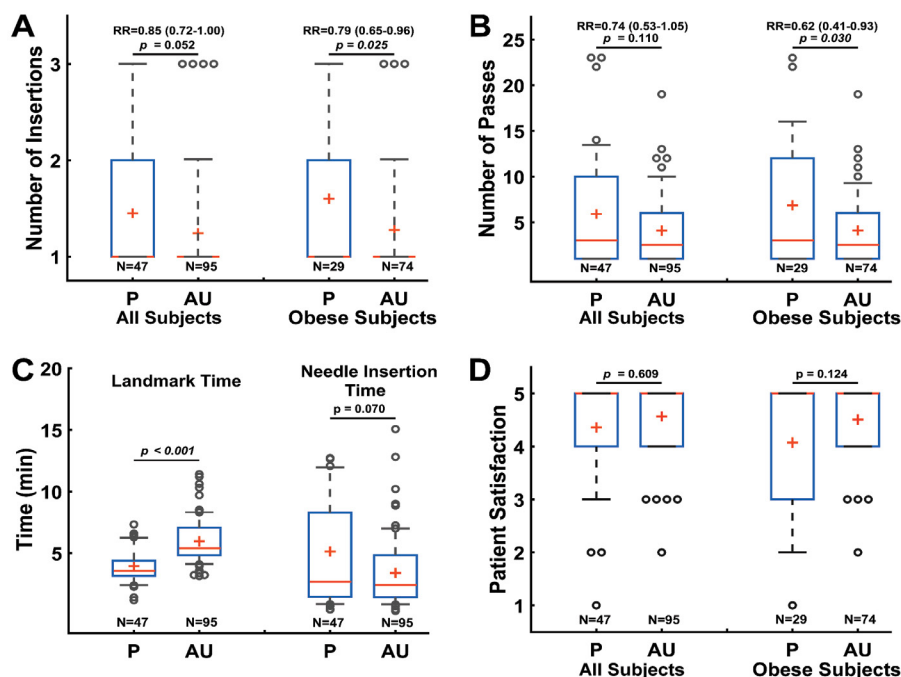 A
RR=0.85 (0.72-1.00)
p = 0.052
RR=0.79 (0.65-0.96)
p = 0.025
Number of Insertions
3
2
1
N=47
N=95
N=29
N=74
P
AU
P
AU
All Subjects
Obese Subjects
B
RR=0.74 (0.53-1.05)
p = 0.110
RR=0.62 (0.41-0.93)
p = 0.030
Number of Passes
25
20
15
10
5
N=47
N=95
N=29
N=74
P
AU
P
AU
All Subjects
Obese Subjects
C
Landmark Time
Needle Insertion
Time
p < 0.001
p = 0.070
Time (min)
20
15
10
5
N=47
N=95
N=47
N=95
P
AU
P
AU
D
p = 0.609
p = 0.124
Patient Satisfaction
5
4
3
2
1
N=47
N=95
N=29
N=74
P
AU
P
AU
All Subjects
Obese Subjects